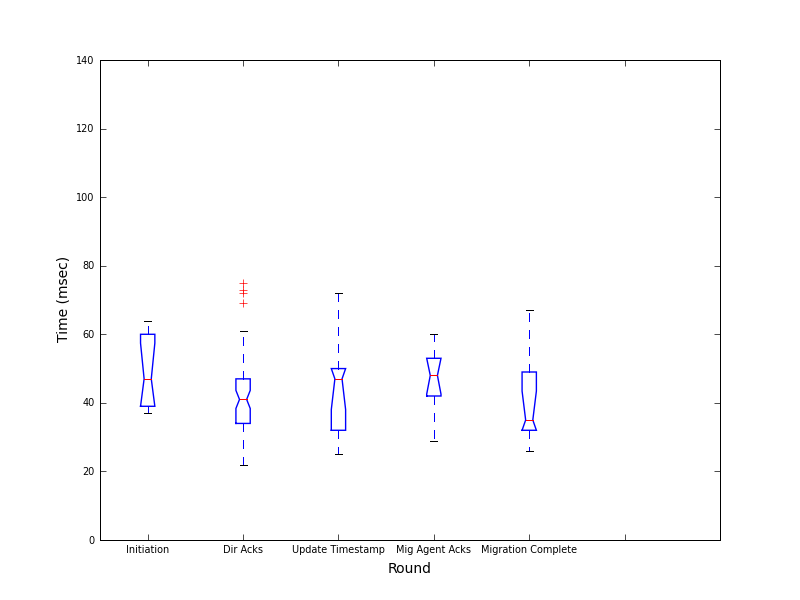 140
120
100
80
60
40
20
0
Time (msec)
Initiation Dir Acks Update Timestamp Mig Agent Acks Migration Complete
Round